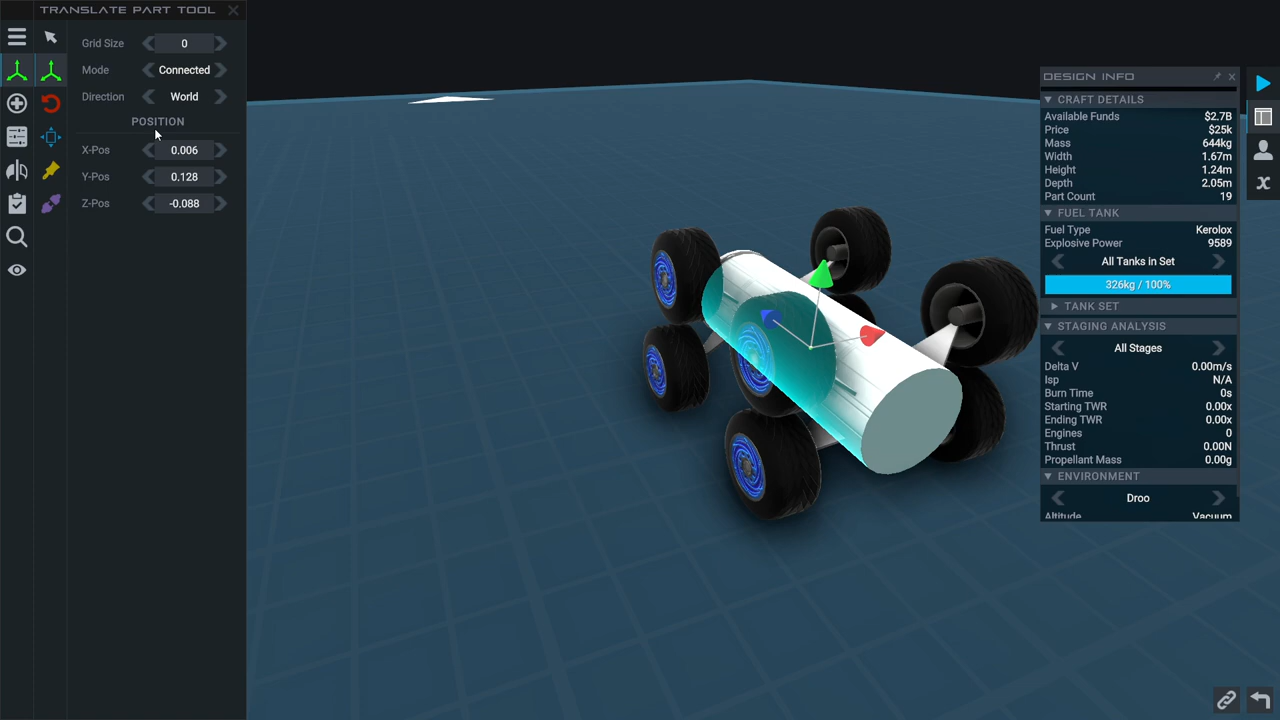 TRANSLATE PART TOOL
Grid Size 0
Mode Connected
Direction World
POSITION
X-Pos 0.006
Y-Pos 0.128
Z-Pos -0.088
DESIGN INFO
CRAFT DETAILS
Available Funds $2.7B
Price $25k
Mass 644kg
Width 1.67m
Height 1.24m
Depth 2.05m
Part Count 19
FUEL TANK
Fuel Type Kerolox
Explosive Power 9589
All Tanks in Set
326kg / 100%
TANK SET
STAGING ANALYSIS
All Stages
Delta V 0.00m/s
Isp N/A
Burn Time 0s
Starting TWR 0.00x
Ending TWR 0.00x
Engines 0
Thrust 0.00N
Propellant Mass 0.00g
ENVIRONMENT
Droo
Altitude Vacuum